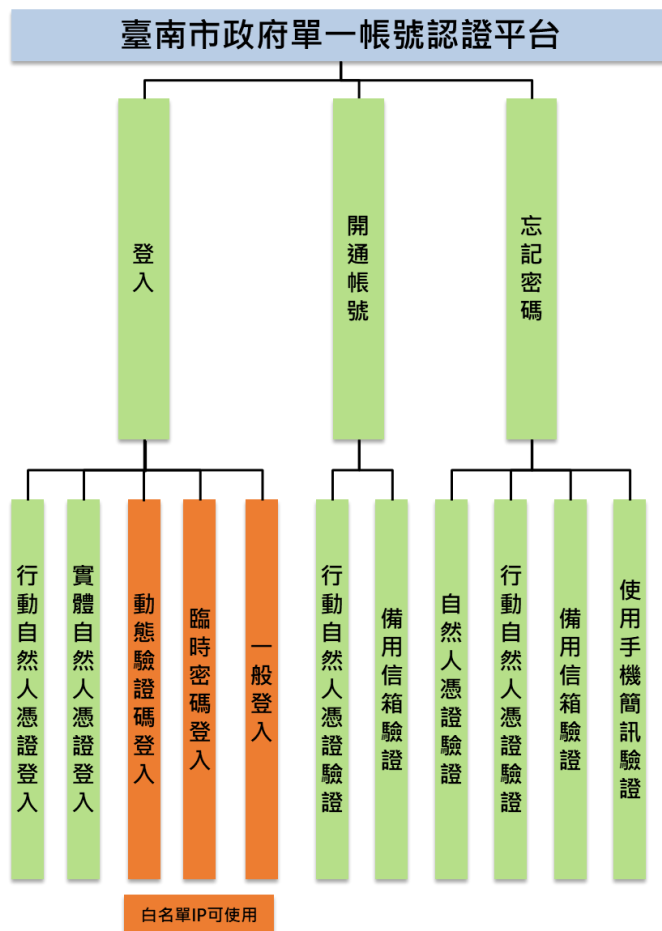 臺南市政府單一帳號認證平台
登入
開通帳號
忘記密碼
行動自然人憑證登入
實體自然人憑證登入
動態驗證碼登入
臨時密碼登入
一般登入
行動自然人憑證驗證
備用信箱驗證
自然人憑證驗證
行動自然人憑證驗證
備用信箱驗證
使用手機簡訊驗證
白名單IP可使用